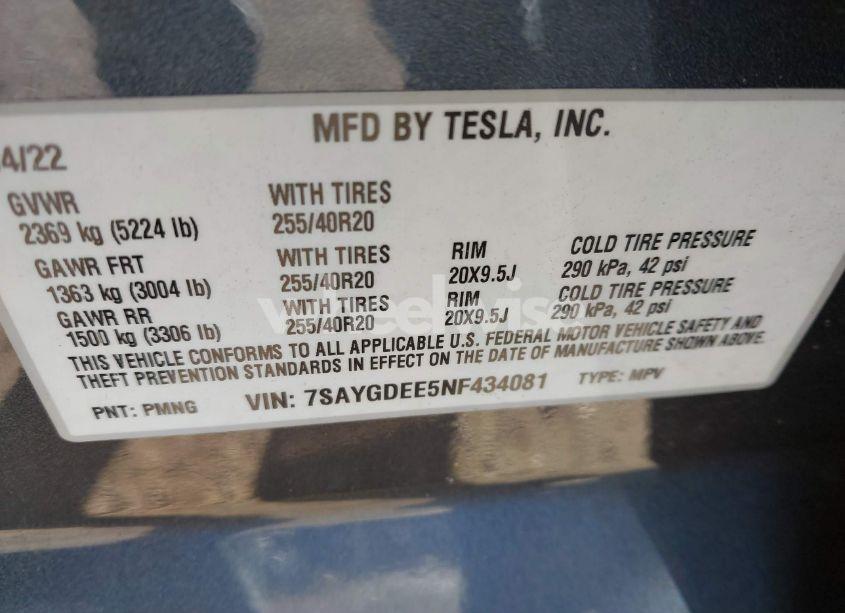 MFD BY TESLA, INC.
4/22
GVWR WITH TIRES
2369 kg (5224 lb) 255/40R20
GAWR FRT WITH TIRES RIM COLD TIRE PRESSURE
1363 kg (3004 lb) 255/40R20 20X9.5J 290 kPa, 42 psi
GAWR RR WITH TIRES RIM COLD TIRE PRESSURE
1500 kg (3306 lb) 255/40R20 20X9.5J 290 kPa, 42 psi
THIS VEHICLE CONFORMS TO ALL APPLICABLE U.S. FEDERAL MOTOR VEHICLE SAFETY AND
THEFT PREVENTION STANDARDS IN EFFECT ON THE DATE OF MANUFACTURE SHOWN ABOVE.
PNT: PMNG VIN: 7SAYGDEE5NF434081 TYPE: MPV